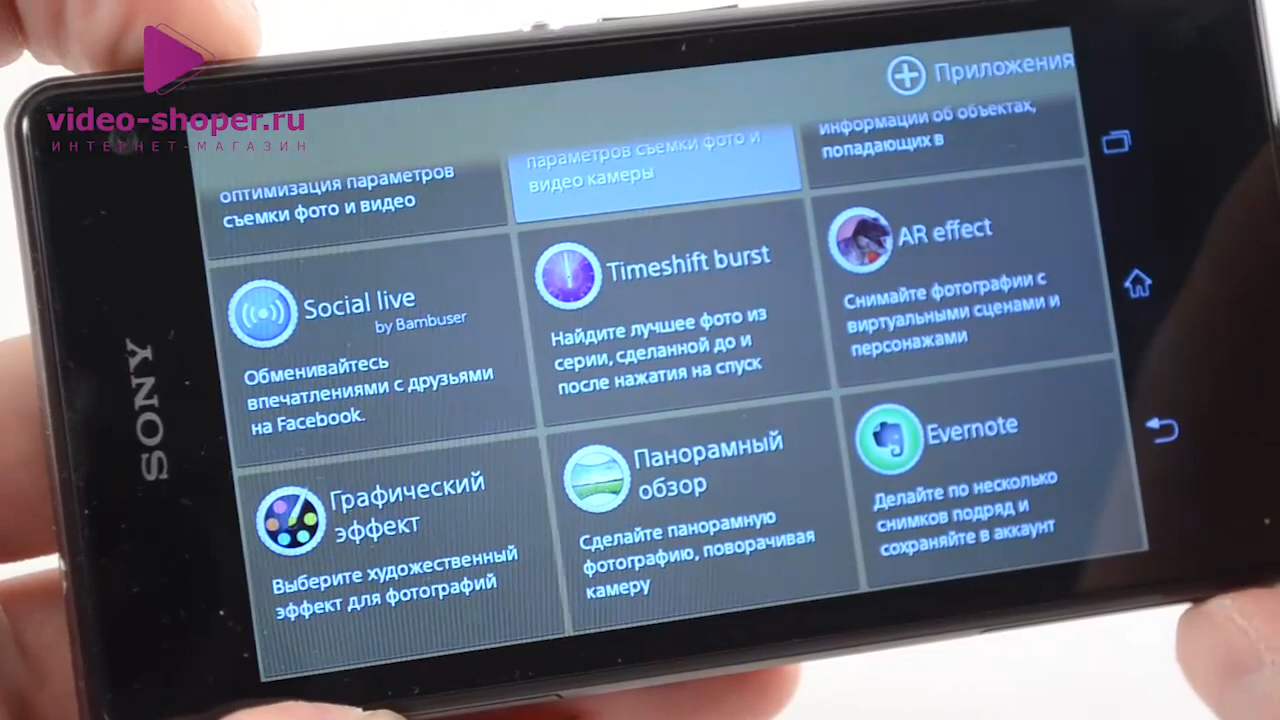 video-shoper.ru
ИНТЕРНЕТ-МАГАЗИН
SONY
Приложения
оптимизация параметров
съемки фото и видео
параметров съемки фото и
видео камеры
информации об объектах,
попадающих в
Social live
by Bambuser
Обменивайтесь
впечатлениями с друзьями
на Facebook.
Timeshift burst
Найдите лучшее фото из
серии, сделанной до и
после нажатия на спуск
AR effect
Снимайте фотографии с
виртуальными сценами и
персонажами
Графический
эффект
Выберите художественный
эффект для фотографий
Панорамный
обзор
Сделайте панорамную
фотографию, поворачивая
камеру
Evernote
Делайте по несколько
снимков подряд и
сохраняйте в аккаунт